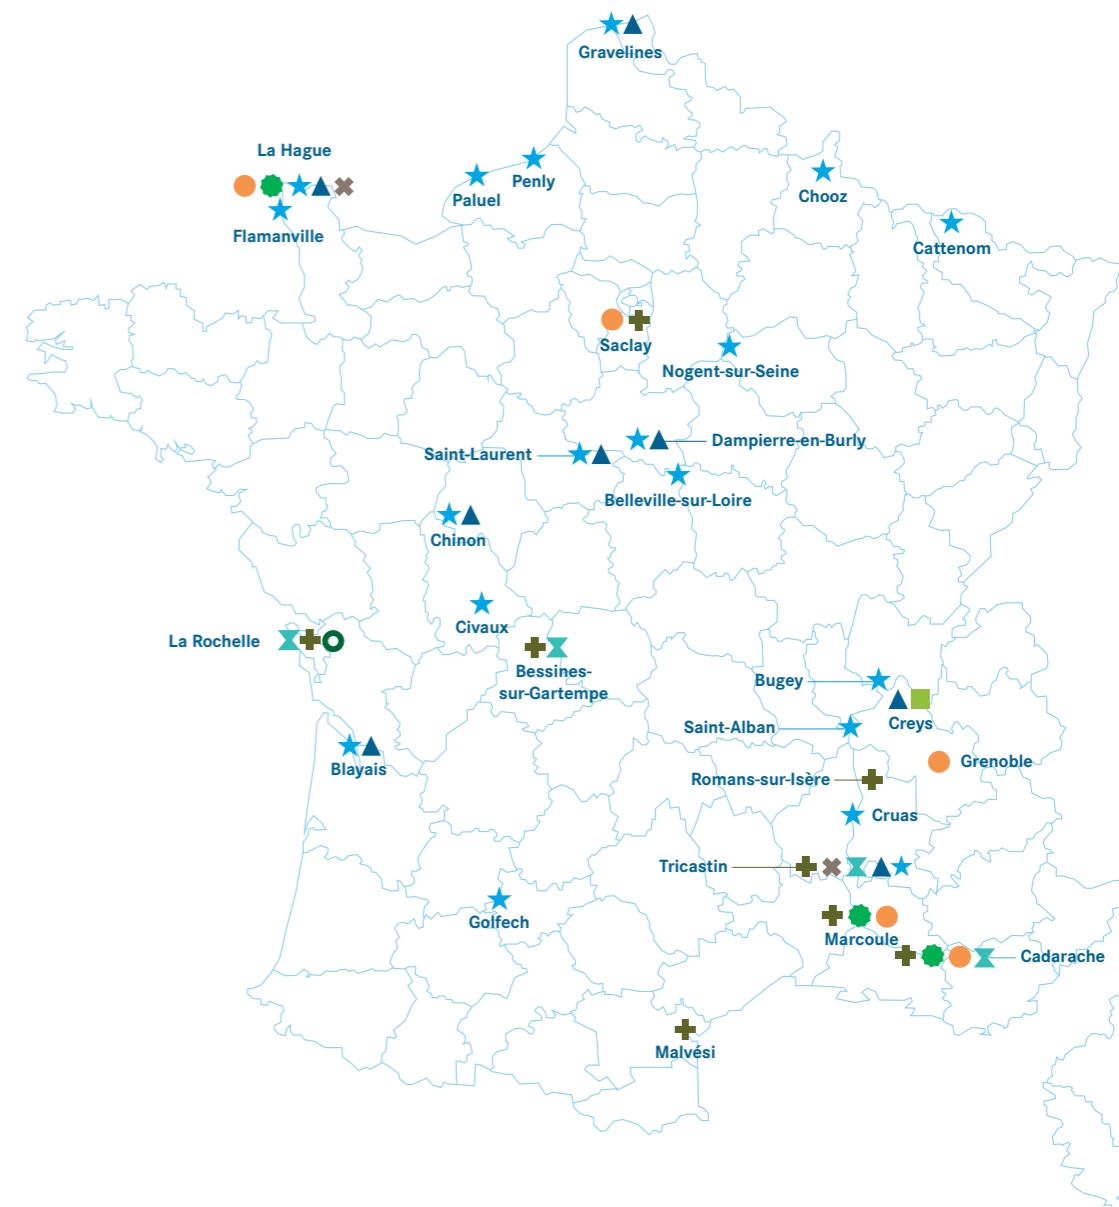 Gravelines
La Hague
Penly
Paluel
Chooz
Flamanville
Cattenom
Saclay
Nogent-sur-Seine
Dampierre-en-Burly
Saint-Laurent
Belleville-sur-Loire
Chinon
Civaux
La Rochelle
Bessines-
sur-Gartempe
Bugey
Creys
Saint-Alban
Grenoble
Blayais
Romans-sur-Isère
Cruas
Tricastin
Golfech
Marcoule
Cadarache
Malvési